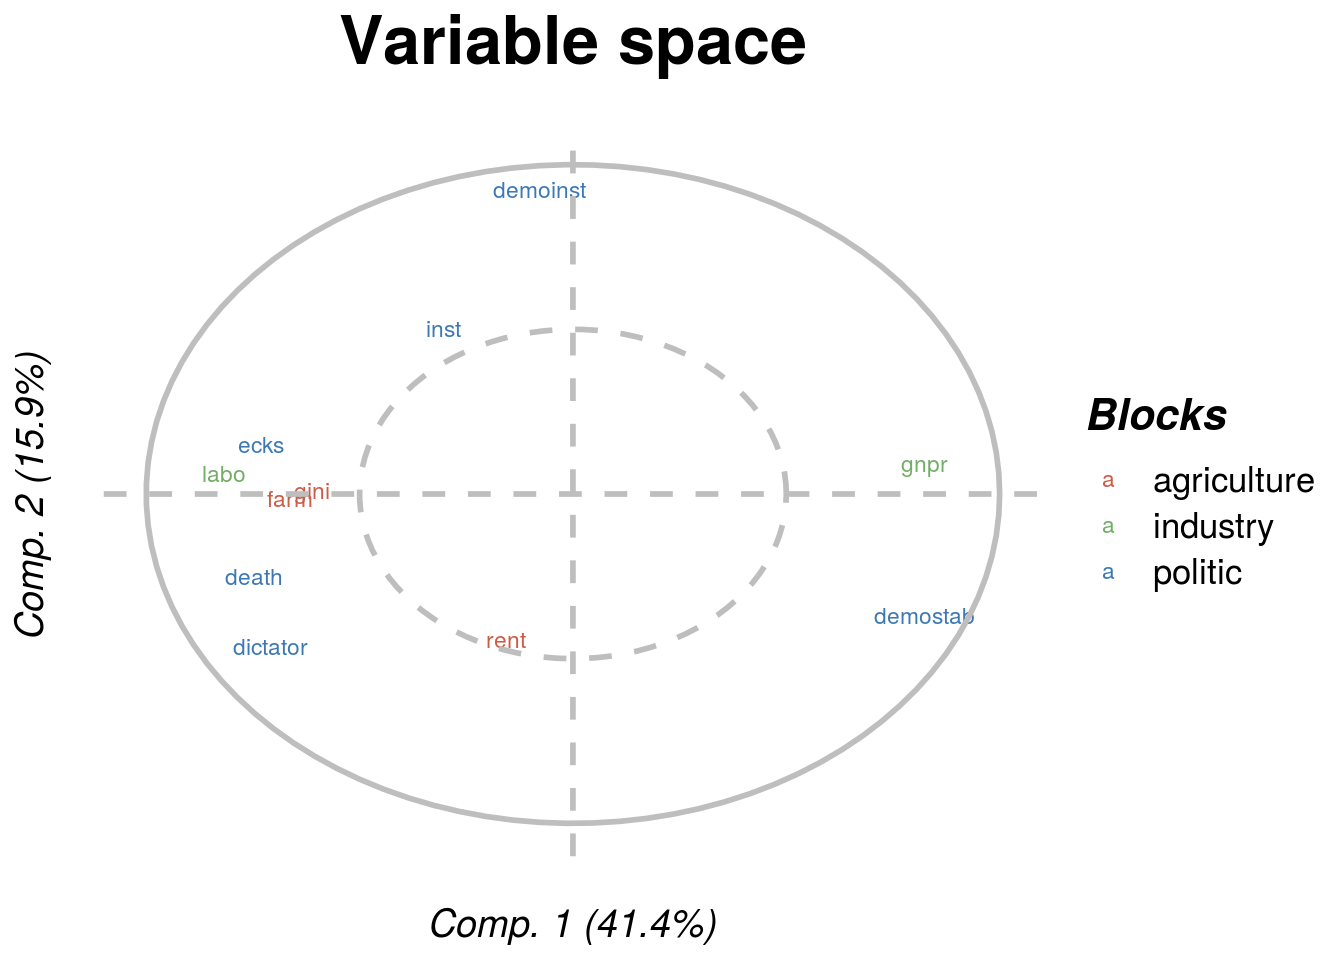 Variable space
demoinst
inst
ecks
labo
gini
farm
gnpr
death
demostab
rent
dictator
Comp. 2 (15.9%)
Comp. 1 (41.4%)
Blocks
a agriculture
a industry
a politic